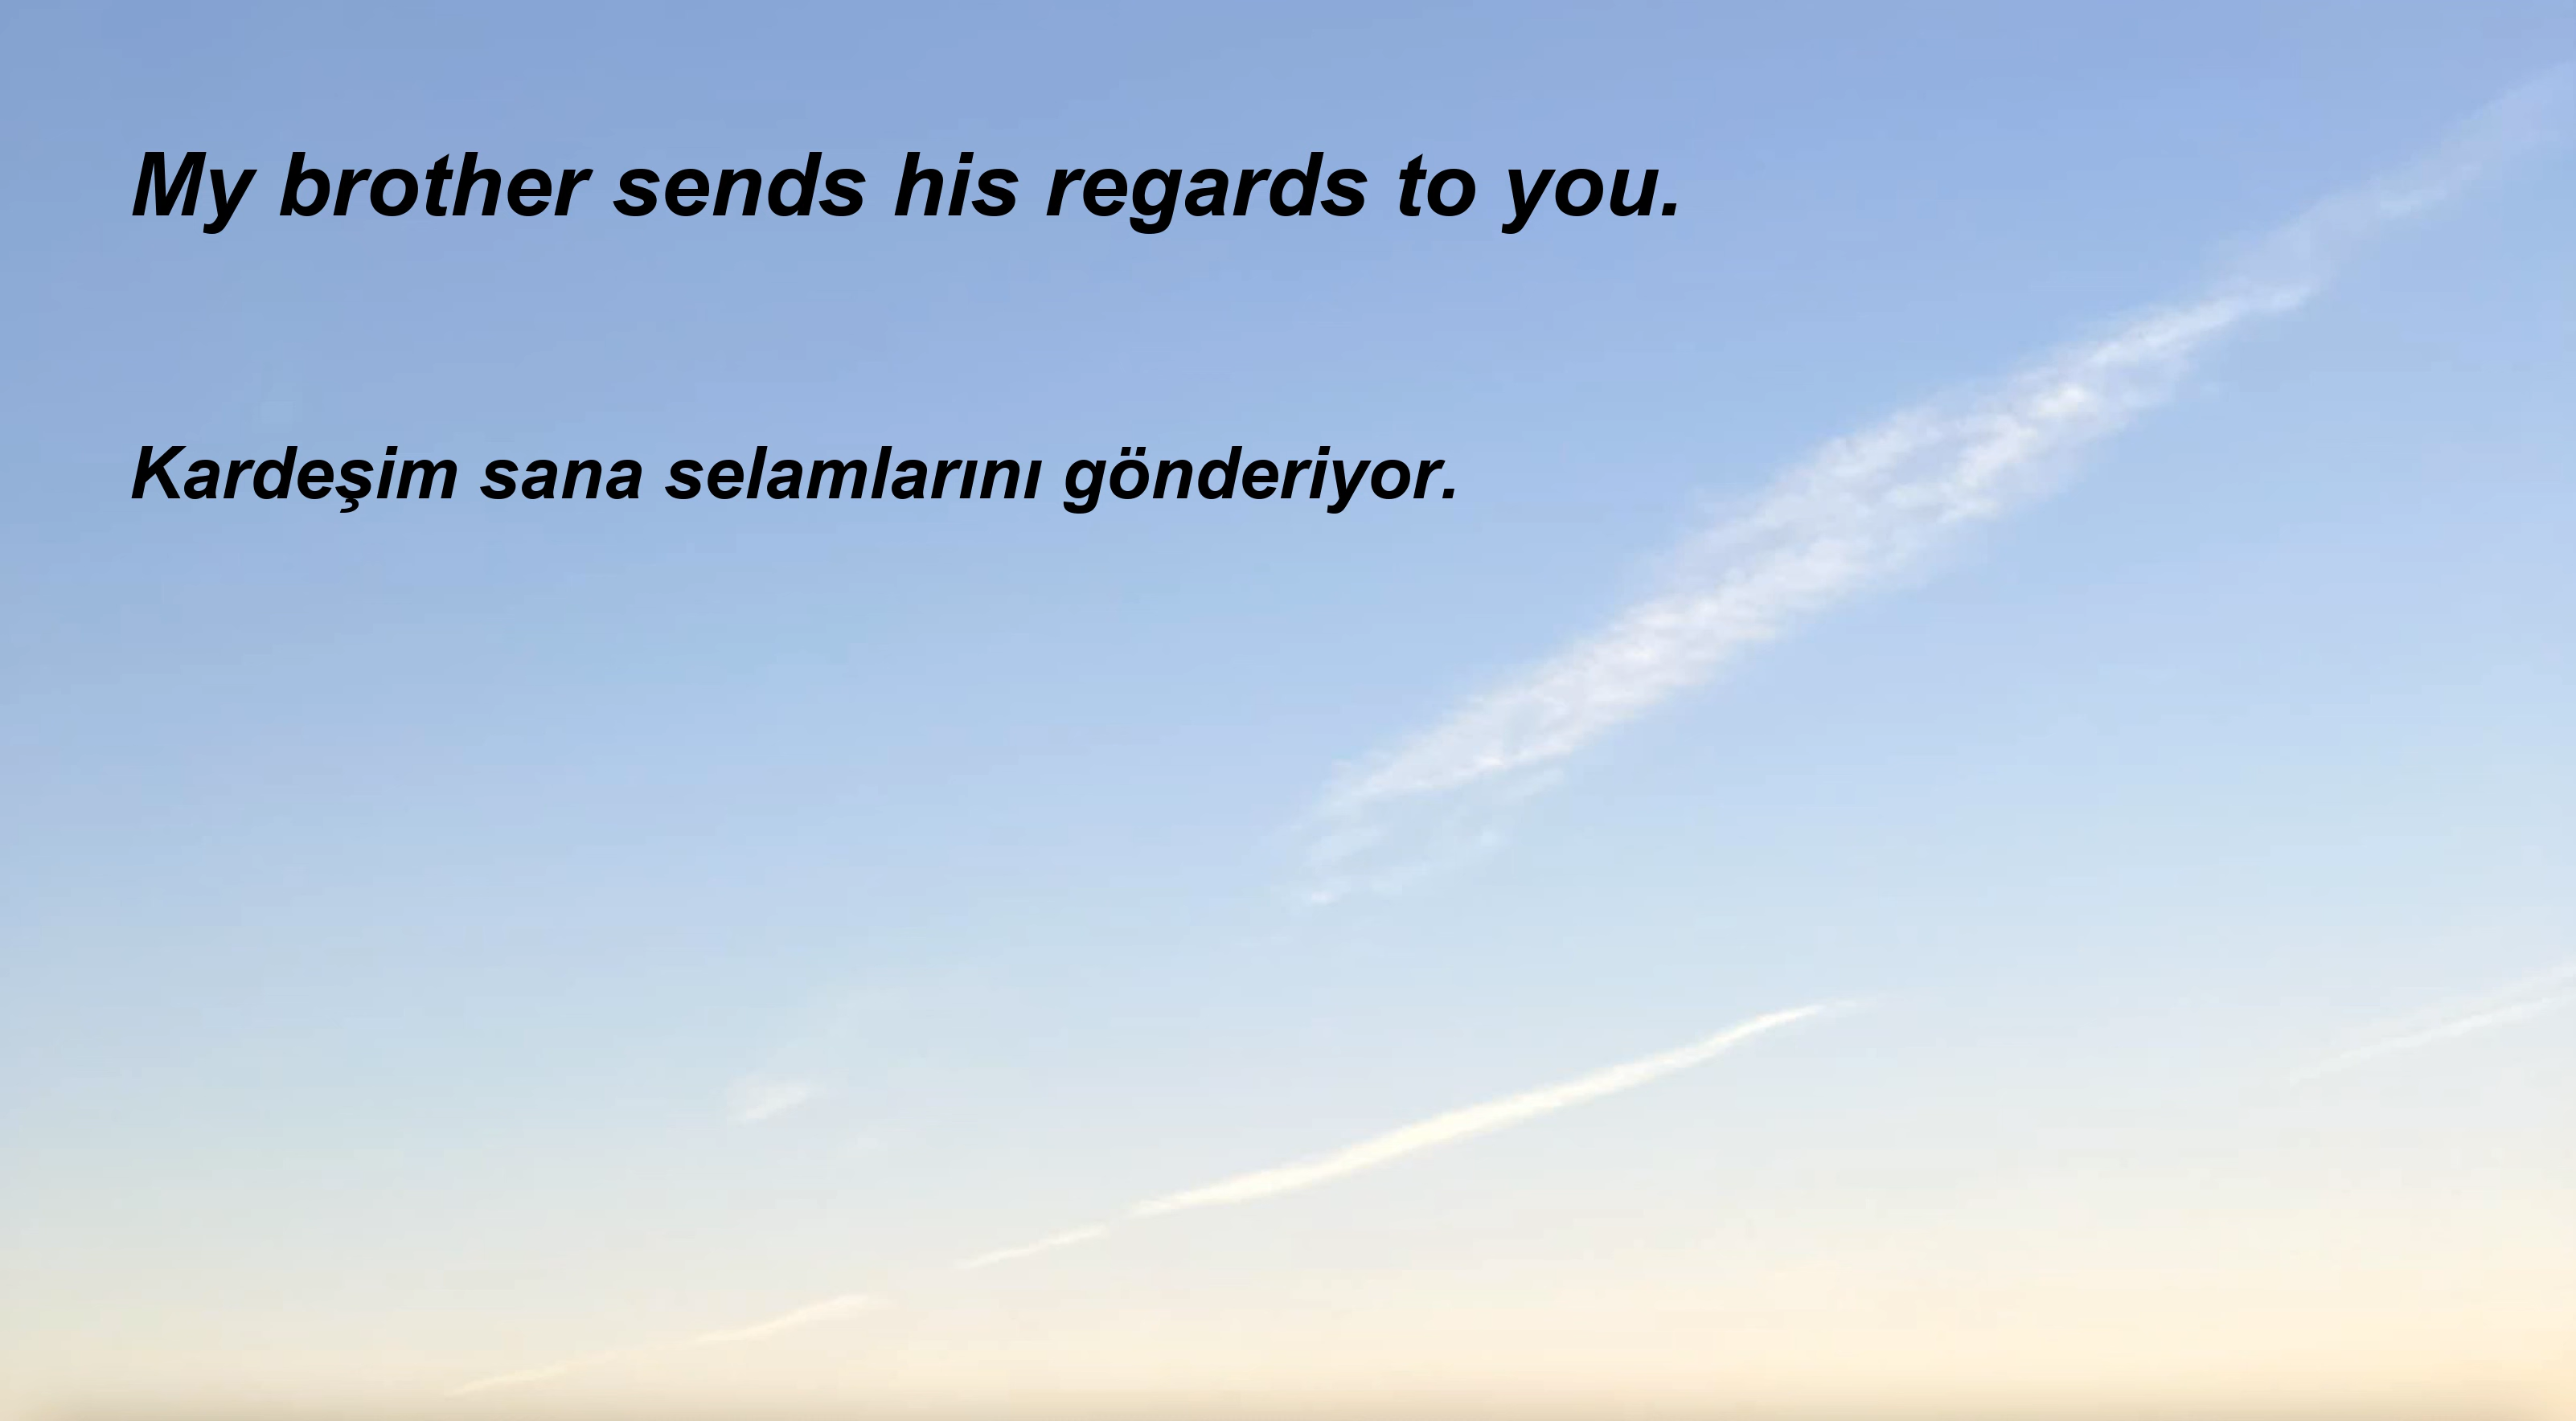 My brother sends his regards to you.
Kardeşim sana selamlarını gönderiyor.